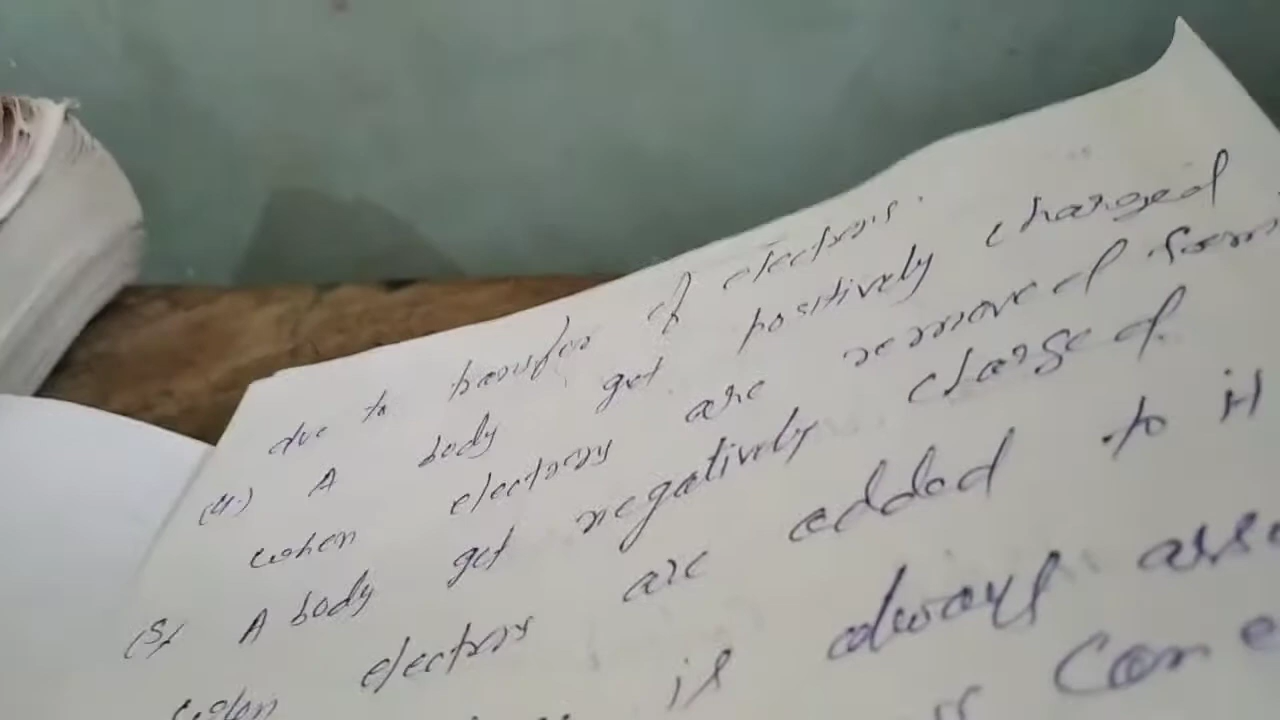 due to transfer of electrons.
(4.) A body get positively charged
when electrons are removed from
(5) A body get negatively charged.
when electrons are added to it
is always